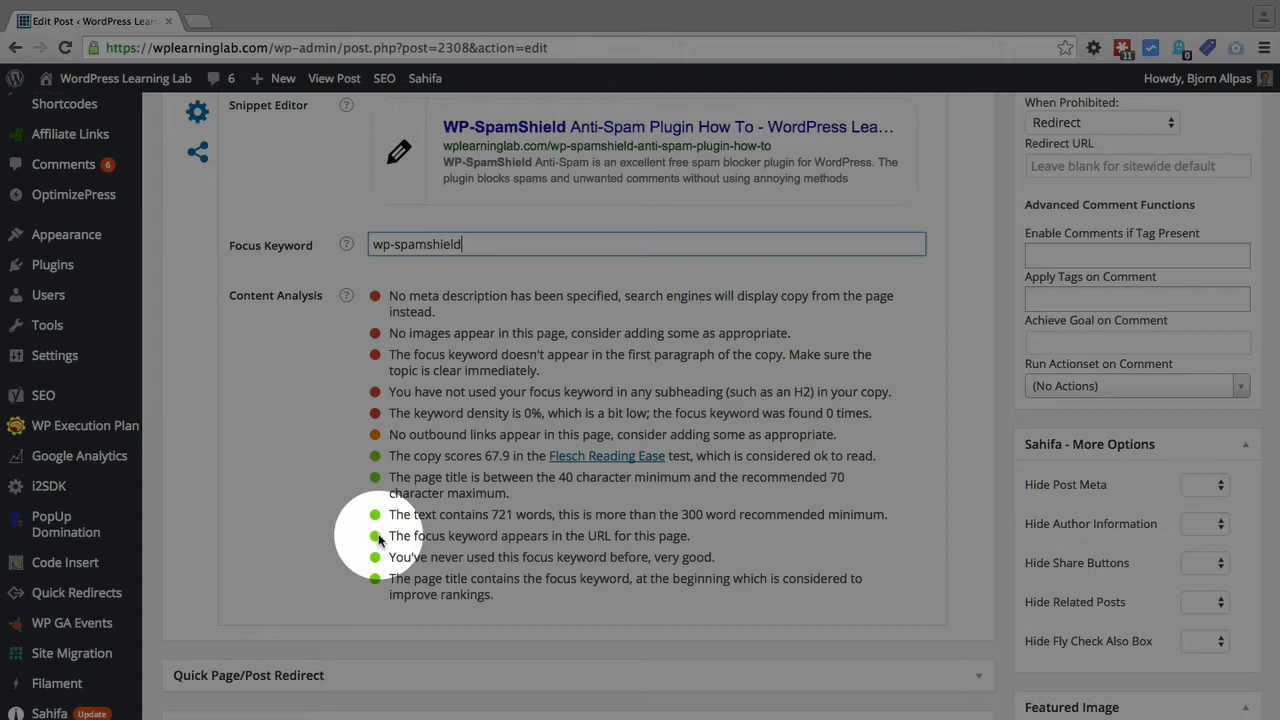 Edit Post ‹ WordPress Lear
https://wplearninglab.com/wp-admin/post.php?post=2308&action=edit
11
0
WordPress Learning Lab
6
New
View Post
SEO
Sahifa
Howdy, Bjorn Allpas
Shortcodes
Affiliate Links
Comments 6
OptimizePress
Appearance
Plugins
Users
Tools
Settings
SEO
WP Execution Plan
Google Analytics
i2SDK
PopUp
Domination
Code Insert
Quick Redirects
WP GA Events
Site Migration
Filament
Sahifa Update
Snippet Editor
WP-SpamShield Anti-Spam Plugin How To - WordPress Lea…
wplearninglab.com/wp-spamshield-anti-spam-plugin-how-to
WP-SpamShield Anti-Spam is an excellent free spam blocker plugin for WordPress. The
plugin blocks spams and unwanted comments without using annoying methods
Focus Keyword
wp-spamshield
Content Analysis
No meta description has been specified, search engines will display copy from the page
instead.
No images appear in this page, consider adding some as appropriate.
The focus keyword doesn't appear in the first paragraph of the copy. Make sure the
topic is clear immediately.
You have not used your focus keyword in any subheading (such as an H2) in your copy.
The keyword density is 0%, which is a bit low; the focus keyword was found 0 times.
No outbound links appear in this page, consider adding some as appropriate.
The copy scores 67.9 in the Flesch Reading Ease test, which is considered ok to read.
The page title is between the 40 character minimum and the recommended 70
character maximum.
The text contains 721 words, this is more than the 300 word recommended minimum.
The focus keyword appears in the URL for this page.
You've never used this focus keyword before, very good.
The page title contains the focus keyword, at the beginning which is considered to
improve rankings.
Quick Page/Post Redirect
When Prohibited:
Redirect
Redirect URL
Leave blank for sitewide default
Advanced Comment Functions
Enable Comments if Tag Present
Apply Tags on Comment
Achieve Goal on Comment
Run Actionset on Comment
(No Actions)
Sahifa - More Options
Hide Post Meta
Hide Author Information
Hide Share Buttons
Hide Related Posts
Hide Fly Check Also Box
Featured Image